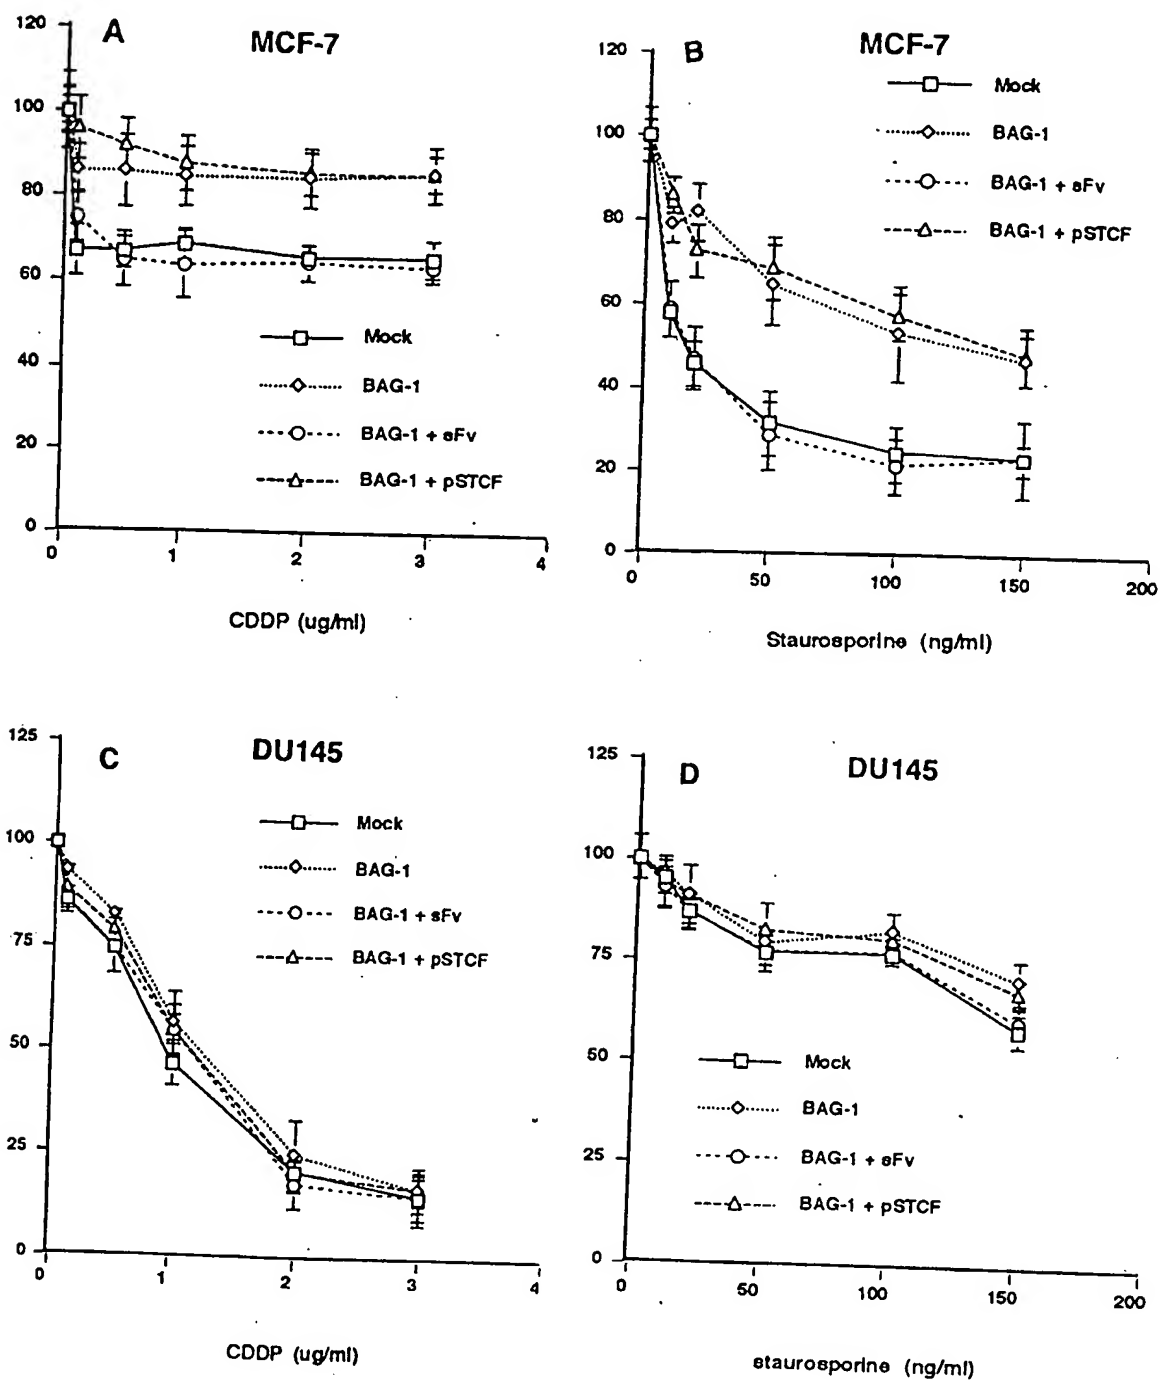 A
MCF-7
120
100
80
60
40
20
0
Mock
BAG-1
BAG-1 + sFv
BAG-1 + pSTCF
0 1 2 3 4
CDDP (ug/ml)
B
MCF-7
120
100
80
60
40
20
0
Mock
BAG-1
BAG-1 + sFv
BAG-1 + pSTCF
0 50 100 150 200
Staurosporine (ng/ml)
C
DU145
125
100
75
50
25
0
Mock
BAG-1
BAG-1 + sFv
BAG-1 + pSTCF
0 1 2 3 4
CDDP (ug/ml)
D
DU145
125
100
75
50
25
0
Mock
BAG-1
BAG-1 + sFv
BAG-1 + pSTCF
0 50 100 150 200
staurosporine (ng/ml)